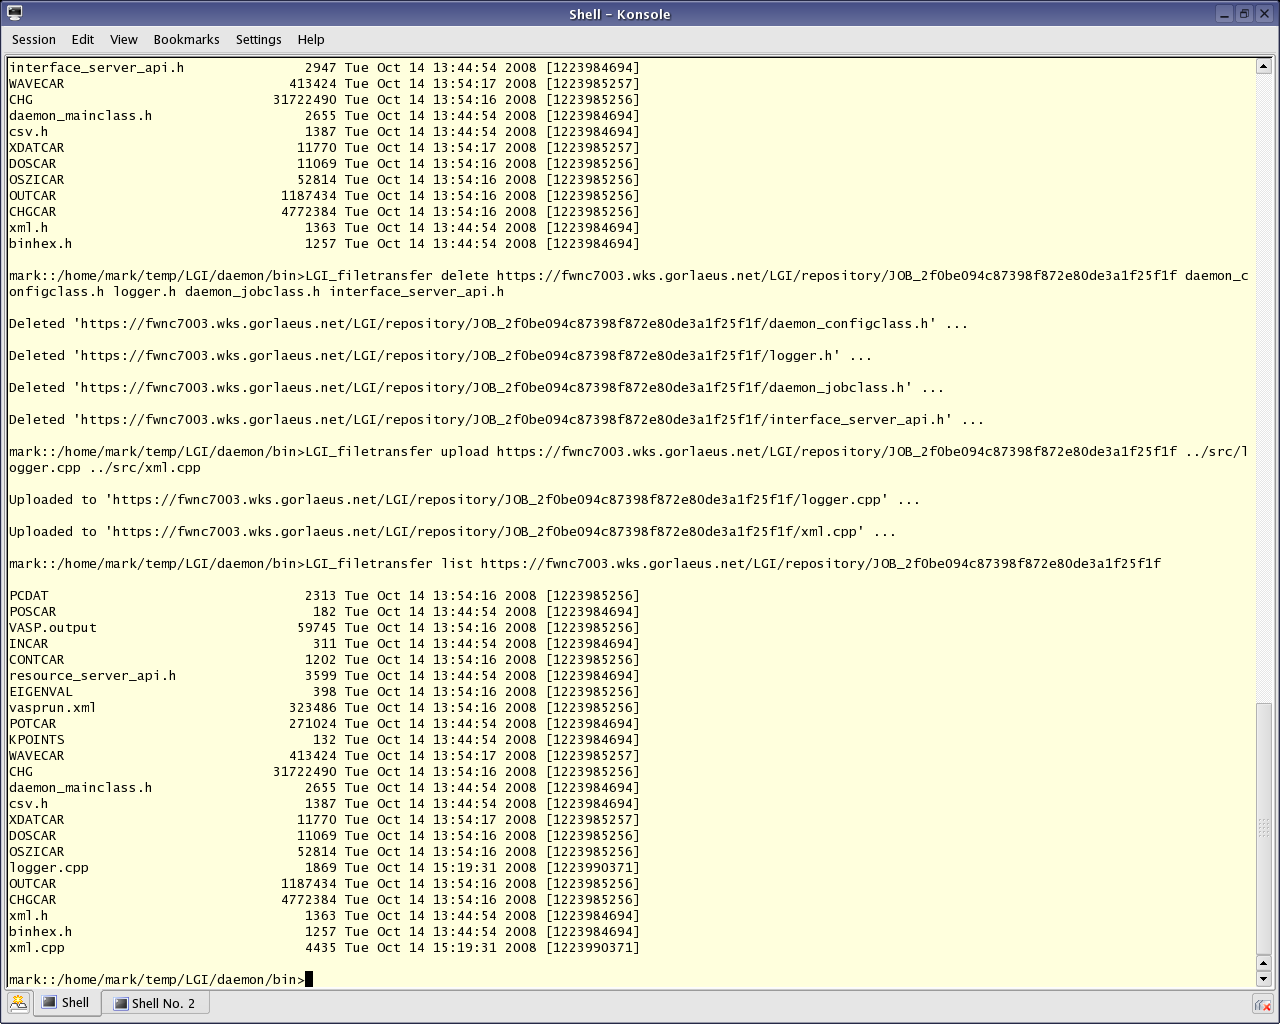 Shell - Konsole
Session Edit View Bookmarks Settings Help
interface_server_api.h 2947 Tue Oct 14 13:44:54 2008 [1223984694]
WAVECAR 413424 Tue Oct 14 13:54:17 2008 [1223985257]
CHG 31722490 Tue Oct 14 13:54:16 2008 [1223985256]
daemon_mainclass.h 2655 Tue Oct 14 13:44:54 2008 [1223984694]
csv.h 1387 Tue Oct 14 13:44:54 2008 [1223984694]
XDATCAR 11770 Tue Oct 14 13:54:17 2008 [1223985257]
DOSCAR 11069 Tue Oct 14 13:54:16 2008 [1223985256]
OSZICAR 52814 Tue Oct 14 13:54:16 2008 [1223985256]
OUTCAR 1187434 Tue Oct 14 13:54:16 2008 [1223985256]
CHGCAR 4772384 Tue Oct 14 13:54:16 2008 [1223985256]
xml.h 1363 Tue Oct 14 13:44:54 2008 [1223984694]
binhex.h 1257 Tue Oct 14 13:44:54 2008 [1223984694]
mark::/home/mark/temp/LGI/daemon/bin>LGI_filetransfer delete https://fwnc7003.wks.gorlaeus.net/LGI/repository/JOB_2f0be094c87398f872e80de3a1f25f1f daemon_c
onfigclass.h logger.h daemon_jobclass.h interface_server_api.h
Deleted 'https://fwnc7003.wks.gorlaeus.net/LGI/repository/JOB_2f0be094c87398f872e80de3a1f25f1f/daemon_configclass.h' ...
Deleted 'https://fwnc7003.wks.gorlaeus.net/LGI/repository/JOB_2f0be094c87398f872e80de3a1f25f1f/logger.h' ...
Deleted 'https://fwnc7003.wks.gorlaeus.net/LGI/repository/JOB_2f0be094c87398f872e80de3a1f25f1f/daemon_jobclass.h' ...
Deleted 'https://fwnc7003.wks.gorlaeus.net/LGI/repository/JOB_2f0be094c87398f872e80de3a1f25f1f/interface_server_api.h' ...
mark::/home/mark/temp/LGI/daemon/bin>LGI_filetransfer upload https://fwnc7003.wks.gorlaeus.net/LGI/repository/JOB_2f0be094c87398f872e80de3a1f25f1f ../src/l
ogger.cpp ../src/xml.cpp
Uploaded to 'https://fwnc7003.wks.gorlaeus.net/LGI/repository/JOB_2f0be094c87398f872e80de3a1f25f1f/logger.cpp' ...
Uploaded to 'https://fwnc7003.wks.gorlaeus.net/LGI/repository/JOB_2f0be094c87398f872e80de3a1f25f1f/xml.cpp' ...
mark::/home/mark/temp/LGI/daemon/bin>LGI_filetransfer list https://fwnc7003.wks.gorlaeus.net/LGI/repository/JOB_2f0be094c87398f872e80de3a1f25f1f
PCDAT 2313 Tue Oct 14 13:54:16 2008 [1223985256]
POSCAR 182 Tue Oct 14 13:44:54 2008 [1223984694]
VASP.output 59745 Tue Oct 14 13:54:16 2008 [1223985256]
INCAR 311 Tue Oct 14 13:44:54 2008 [1223984694]
CONTCAR 1202 Tue Oct 14 13:54:16 2008 [1223985256]
resource_server_api.h 3599 Tue Oct 14 13:44:54 2008 [1223984694]
EIGENVAL 398 Tue Oct 14 13:54:16 2008 [1223985256]
vasprun.xml 323486 Tue Oct 14 13:54:16 2008 [1223985256]
POTCAR 271024 Tue Oct 14 13:44:54 2008 [1223984694]
KPOINTS 132 Tue Oct 14 13:44:54 2008 [1223984694]
WAVECAR 413424 Tue Oct 14 13:54:17 2008 [1223985257]
CHG 31722490 Tue Oct 14 13:54:16 2008 [1223985256]
daemon_mainclass.h 2655 Tue Oct 14 13:44:54 2008 [1223984694]
csv.h 1387 Tue Oct 14 13:44:54 2008 [1223984694]
XDATCAR 11770 Tue Oct 14 13:54:17 2008 [1223985257]
DOSCAR 11069 Tue Oct 14 13:54:16 2008 [1223985256]
OSZICAR 52814 Tue Oct 14 13:54:16 2008 [1223985256]
logger.cpp 1869 Tue Oct 14 15:19:31 2008 [1223990371]
OUTCAR 1187434 Tue Oct 14 13:54:16 2008 [1223985256]
CHGCAR 4772384 Tue Oct 14 13:54:16 2008 [1223985256]
xml.h 1363 Tue Oct 14 13:44:54 2008 [1223984694]
binhex.h 1257 Tue Oct 14 13:44:54 2008 [1223984694]
xml.cpp 4435 Tue Oct 14 15:19:31 2008 [1223990371]
mark::/home/mark/temp/LGI/daemon/bin>
Shell Shell No. 2